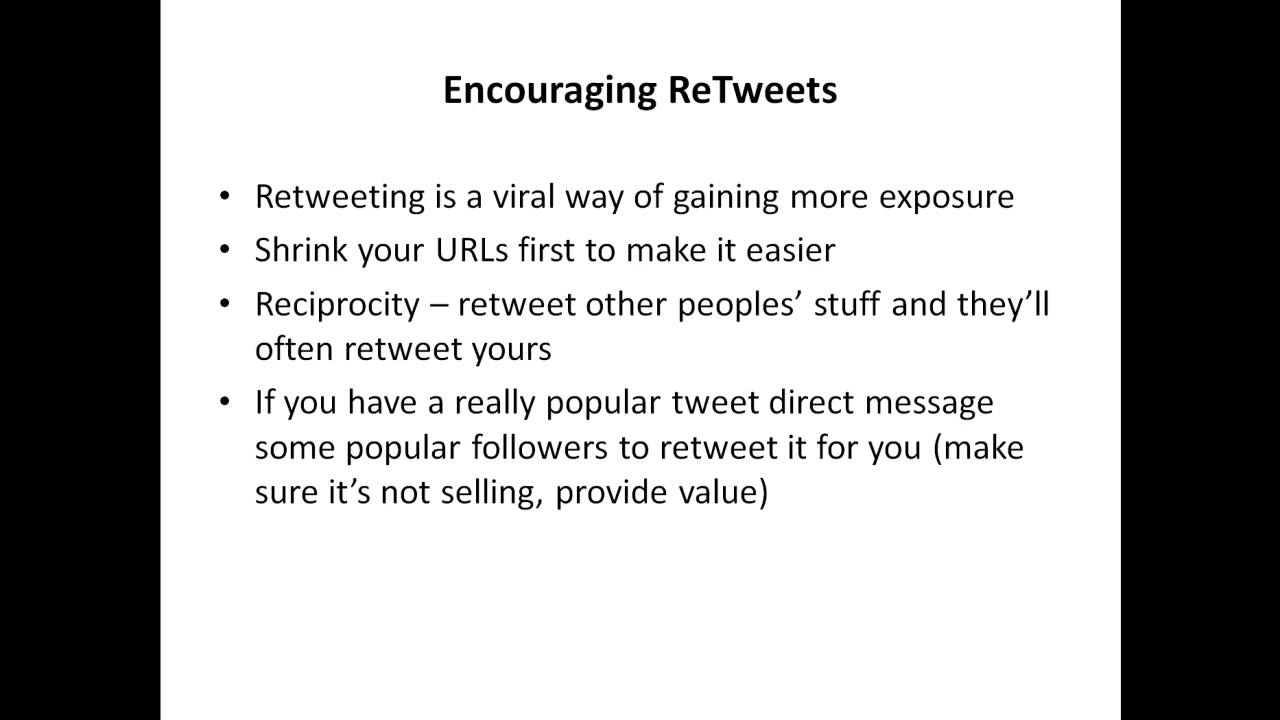 Encouraging ReTweets
• Retweeting is a viral way of gaining more exposure
• Shrink your URLs first to make it easier
• Reciprocity – retweet other peoples’ stuff and they’ll
often retweet yours
• If you have a really popular tweet direct message
some popular followers to retweet it for you (make
sure it’s not selling, provide value)